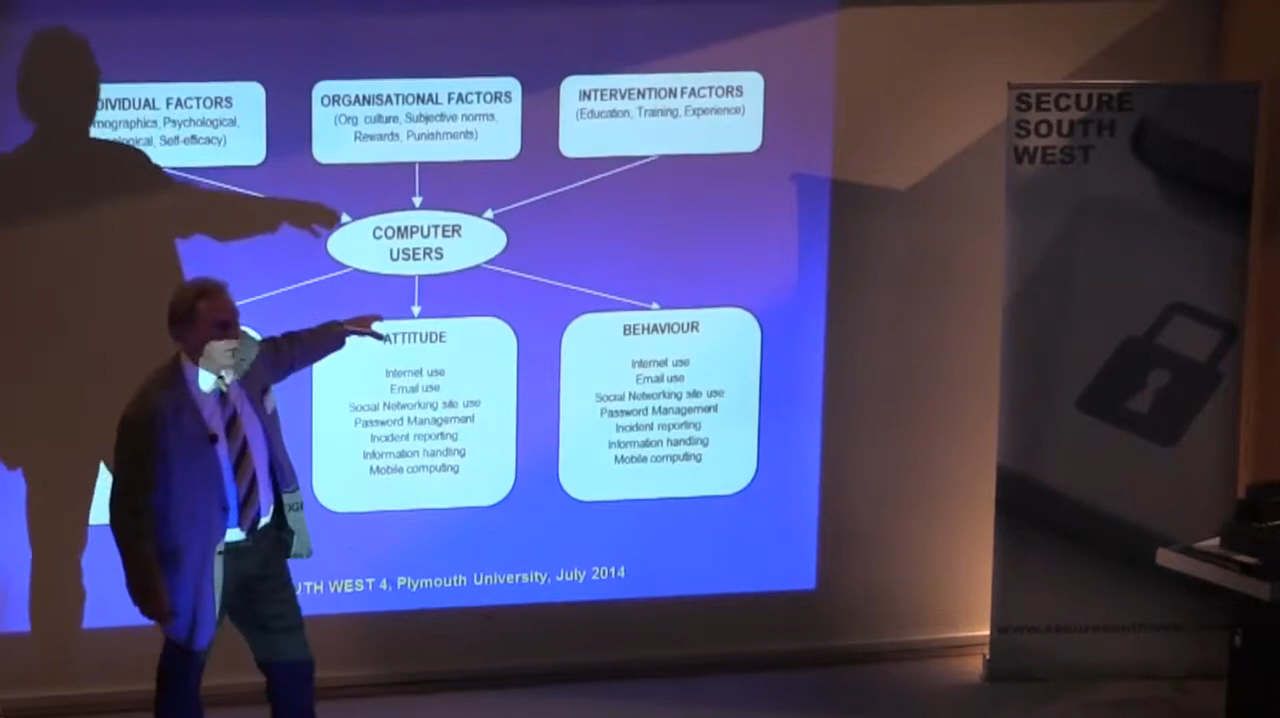 DIVIDUAL FACTORS
mographics, Psychological,
ological, Self-efficacy)
ORGANISATIONAL FACTORS
(Org. culture, Subjective norms,
Rewards, Punishments)
INTERVENTION FACTORS
(Education, Training, Experience)
COMPUTER
USERS
ATTITUDE
Internet use
Email use
Social Networking site use
Password Management
Incident reporting
Information handling
Mobile computing
BEHAVIOUR
Internet use
Email use
Social Networking site use
Password Management
Incident reporting
Information handling
Mobile computing
UTH WEST 4, Plymouth University, July 2014
SECURE
SOUTH
WEST